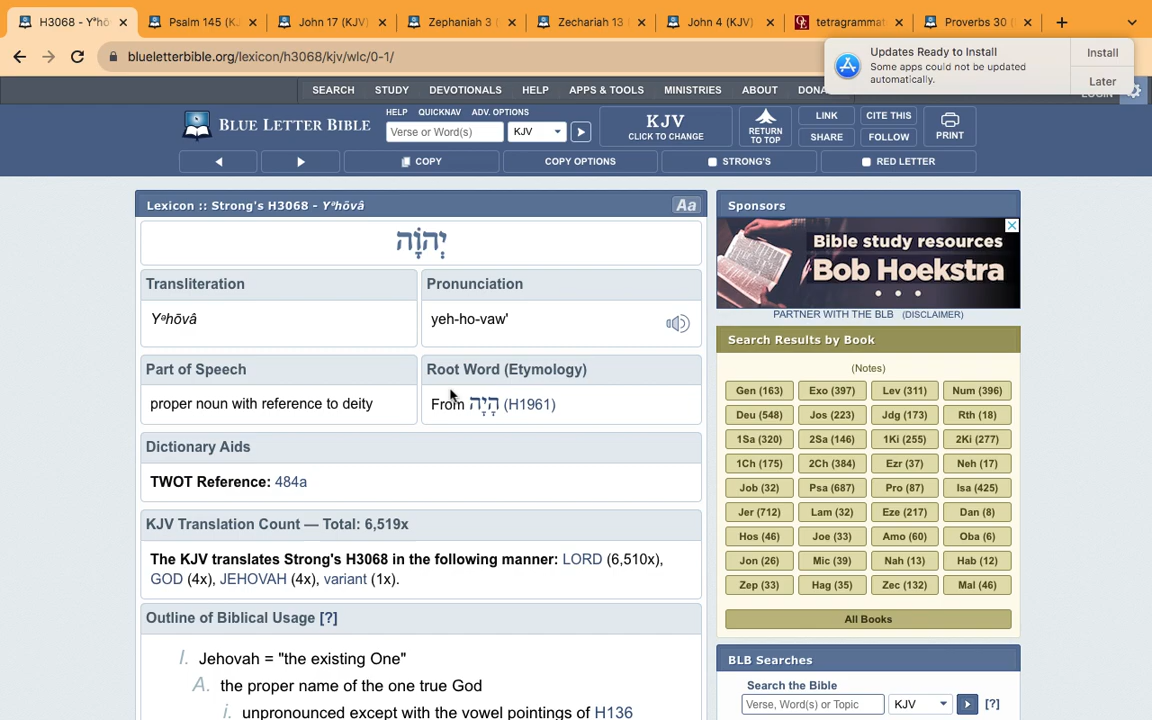 H3068 - Yᵊhō
Psalm 145 (K
John 17 (KJV)
Zephaniah 3
Zechariah 13
John 4 (KJV)
tetragrammat
Proverbs 30
blueletterbible.org/lexicon/h3068/kjv/wlc/0-1/
Updates Ready to Install
Some apps could not be updated
automatically.
Install
Later
SEARCH STUDY DEVOTIONALS HELP APPS & TOOLS MINISTRIES ABOUT DONA
LOGIN
BLUE LETTER BIBLE
HELP QUICKNAV ADV. OPTIONS
Verse or Word(s) KJV
KJV
CLICK TO CHANGE
RETURN
TO TOP
LINK CITE THIS
SHARE FOLLOW
PRINT
COPY COPY OPTIONS STRONG'S RED LETTER
Lexicon :: Strong's H3068 - Yᵊhōvâ Aa
יְהֹוָה
Transliteration
Yᵊhōvâ
Pronunciation
yeh-ho-vaw'
Part of Speech
proper noun with reference to deity
Root Word (Etymology)
From הָיָה (H1961)
Dictionary Aids
TWOT Reference: 484a
KJV Translation Count — Total: 6,519x
The KJV translates Strong's H3068 in the following manner: LORD (6,510x),
GOD (4x), JEHOVAH (4x), variant (1x).
Outline of Biblical Usage [?]
I. Jehovah = "the existing One"
A. the proper name of the one true God
i. unpronounced except with the vowel pointings of H136
Sponsors
Bible study resources
Bob Hoekstra
PARTNER WITH THE BLB (DISCLAIMER)
Search Results by Book
(Notes)
Gen (163) Exo (397) Lev (311) Num (396)
Deu (548) Jos (223) Jdg (173) Rth (18)
1Sa (320) 2Sa (146) 1Ki (255) 2Ki (277)
1Ch (175) 2Ch (384) Ezr (37) Neh (17)
Job (32) Psa (687) Pro (87) Isa (425)
Jer (712) Lam (32) Eze (217) Dan (8)
Hos (46) Joe (33) Amo (60) Oba (6)
Jon (26) Mic (39) Nah (13) Hab (12)
Zep (33) Hag (35) Zec (132) Mal (46)
All Books
BLB Searches
Search the Bible
Verse, Word(s) or Topic KJV [?]